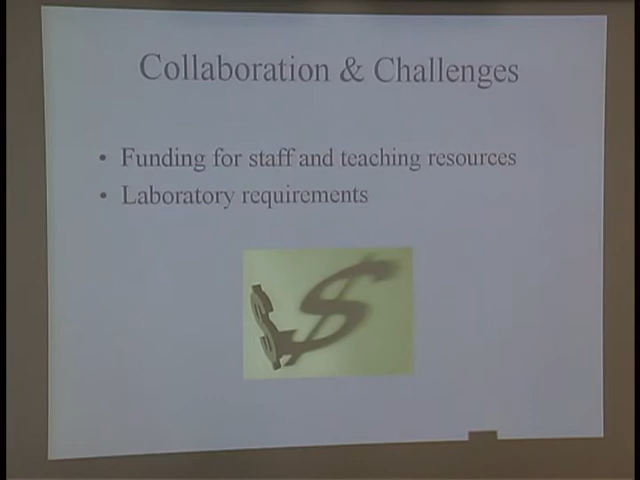 Collaboration & Challenges
• Funding for staff and teaching resources
• Laboratory requirements